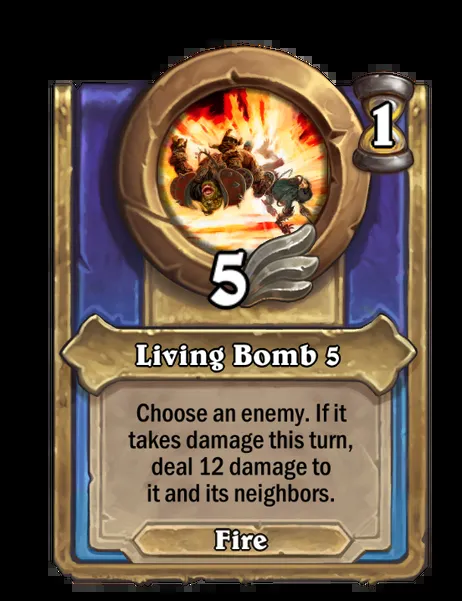 1
5
Living Bomb 5
Choose an enemy. If it
takes damage this turn,
deal 12 damage to
it and its neighbors.
Fire